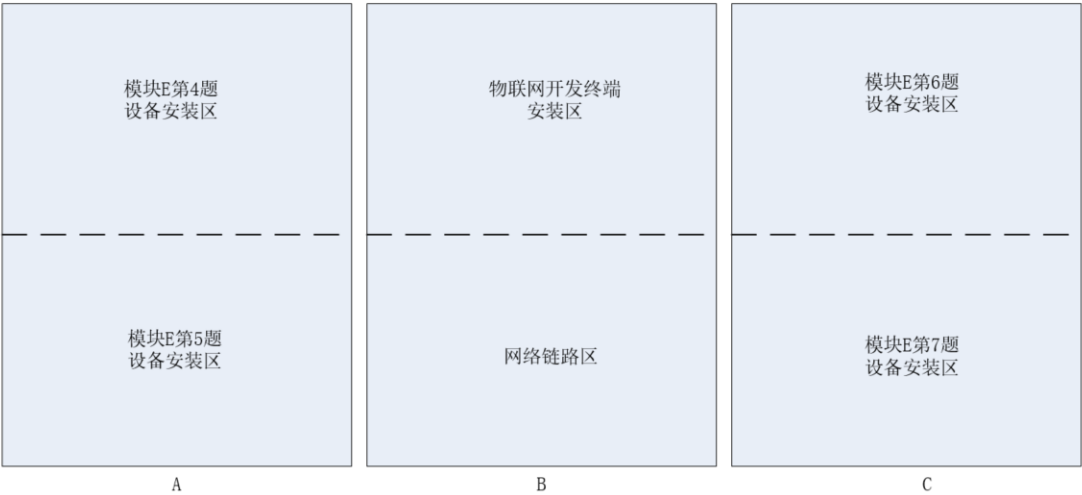 模块E第4题
设备安装区
模块E第5题
设备安装区
A
物联网开发终端
安装区
网络链路区
B
模块E第6题
设备安装区
模块E第7题
设备安装区
C